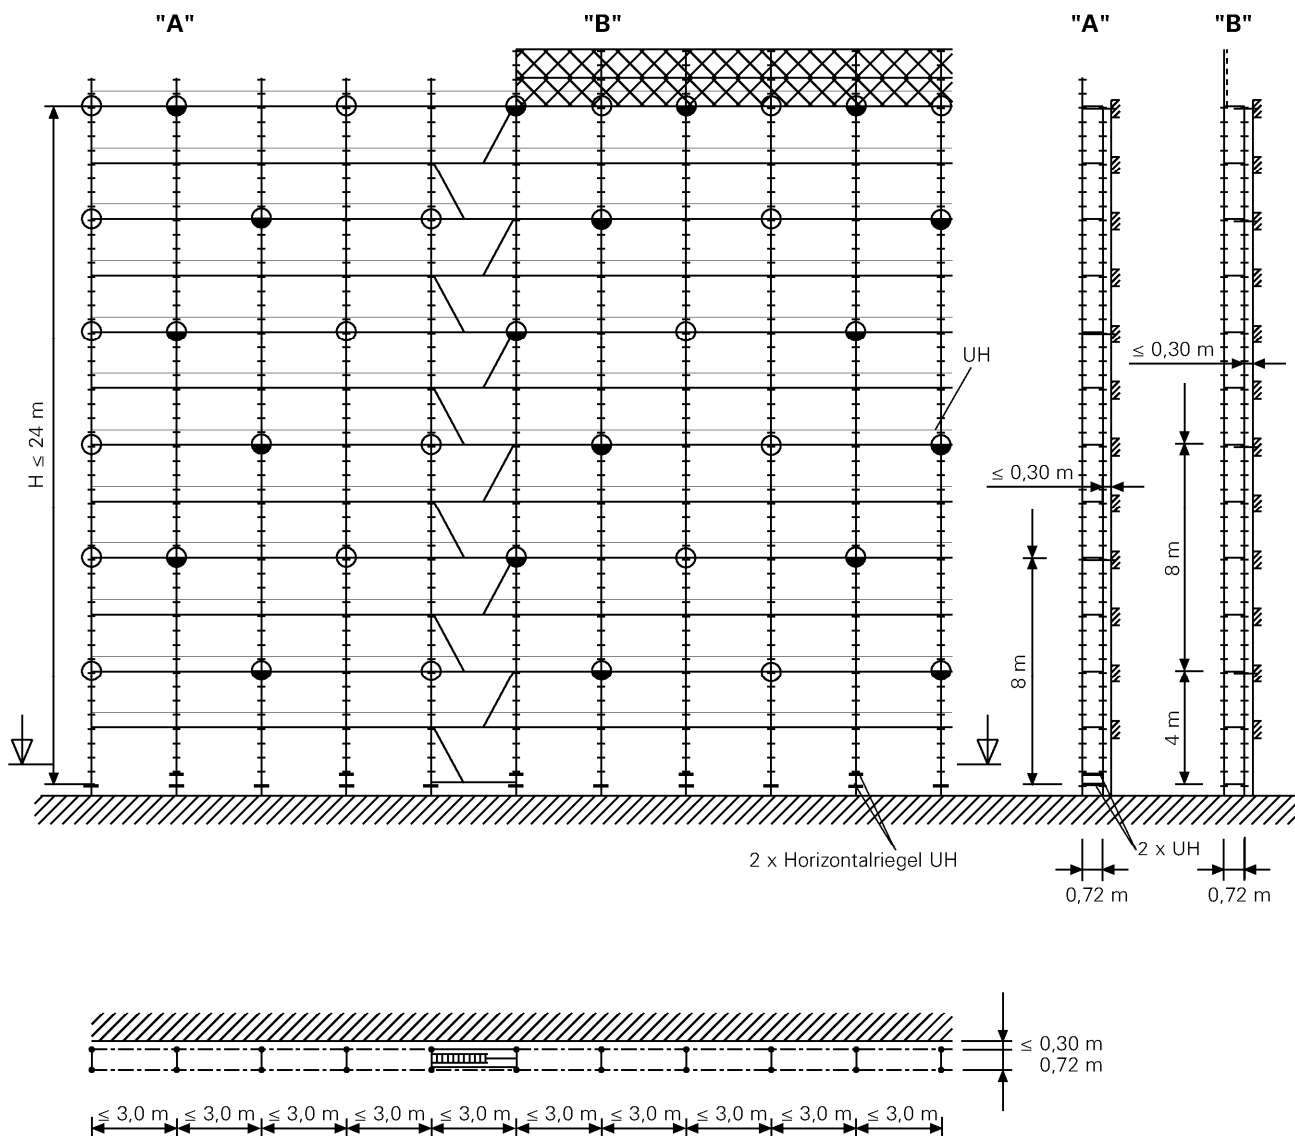 "A" "B" "A" "B"
UH
≤ 0,30 m
H ≤ 24 m
≤ 0,30 m
8 m
8 m
4 m
2 x Horizontalriegel UH
2 x UH
0,72 m 0,72 m
≤ 0,30 m
0,72 m
≤ 3,0 m ≤ 3,0 m ≤ 3,0 m ≤ 3,0 m ≤ 3,0 m ≤ 3,0 m ≤ 3,0 m ≤ 3,0 m ≤ 3,0 m ≤ 3,0 m